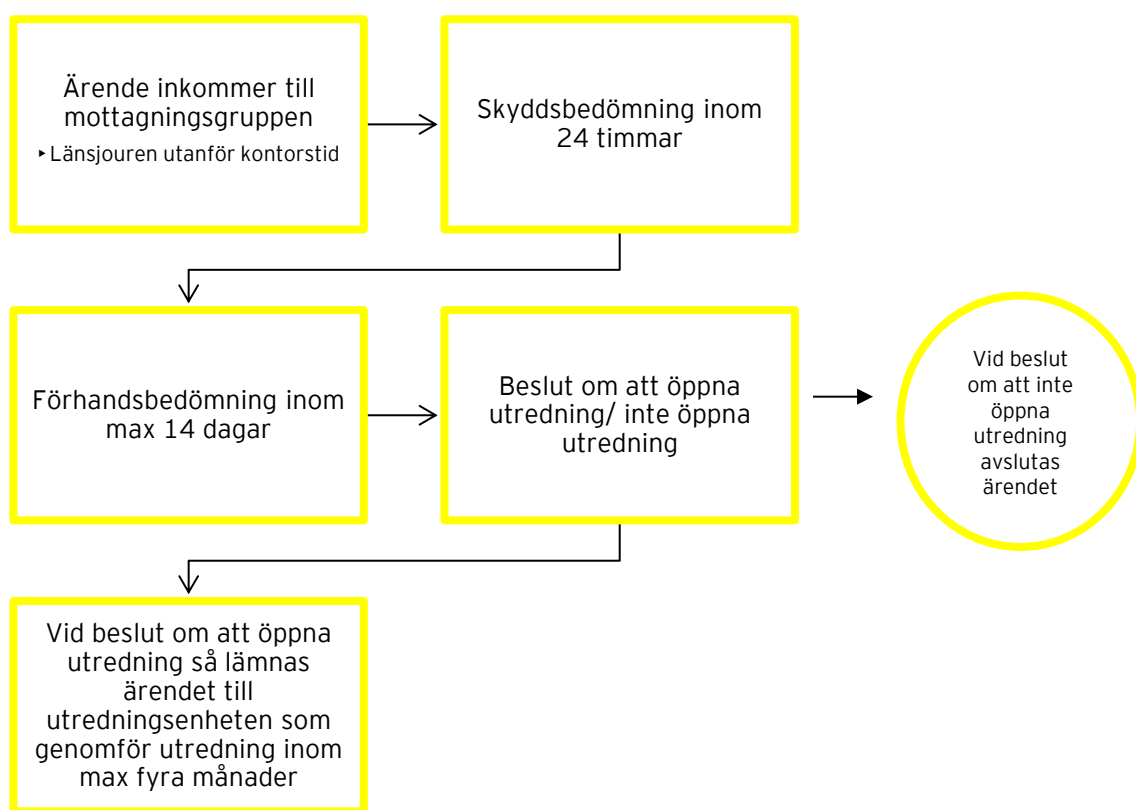 Ärende inkommer till
mottagningsgruppen
▸ Länsjouren utanför kontorstid
Skyddsbedömning inom
24 timmar
Förhandsbedömning inom
max 14 dagar
Beslut om att öppna
utredning/ inte öppna
utredning
Vid beslut
om att inte
öppna
utredning
avslutas
ärendet
Vid beslut om att öppna
utredning så lämnas
ärendet till
utredningsenheten som
genomför utredning inom
max fyra månader